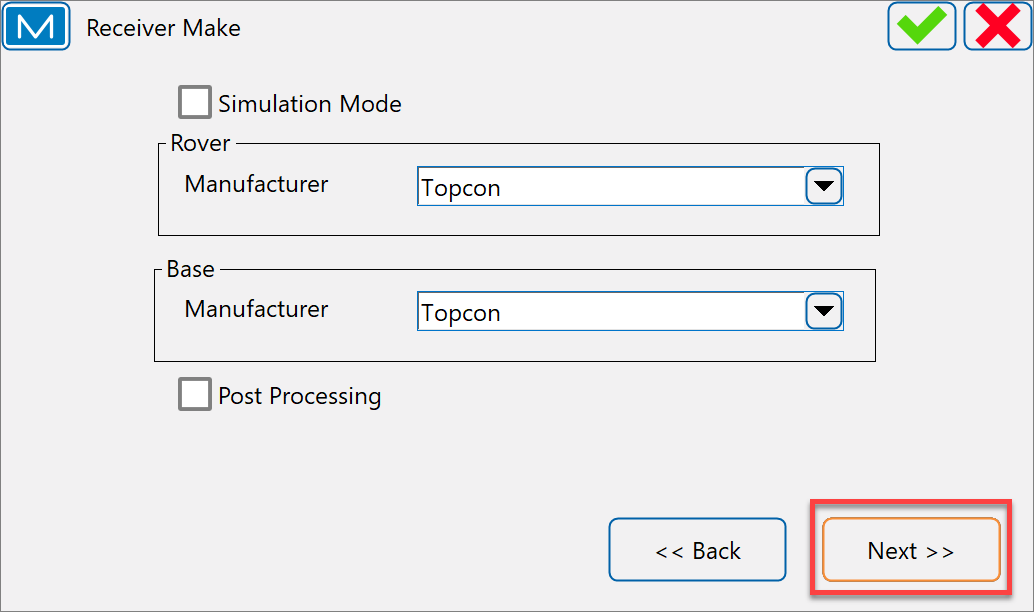 Receiver Make
Simulation Mode
Rover
Manufacturer Topcon
Base
Manufacturer Topcon
Post Processing
<< Back Next >>